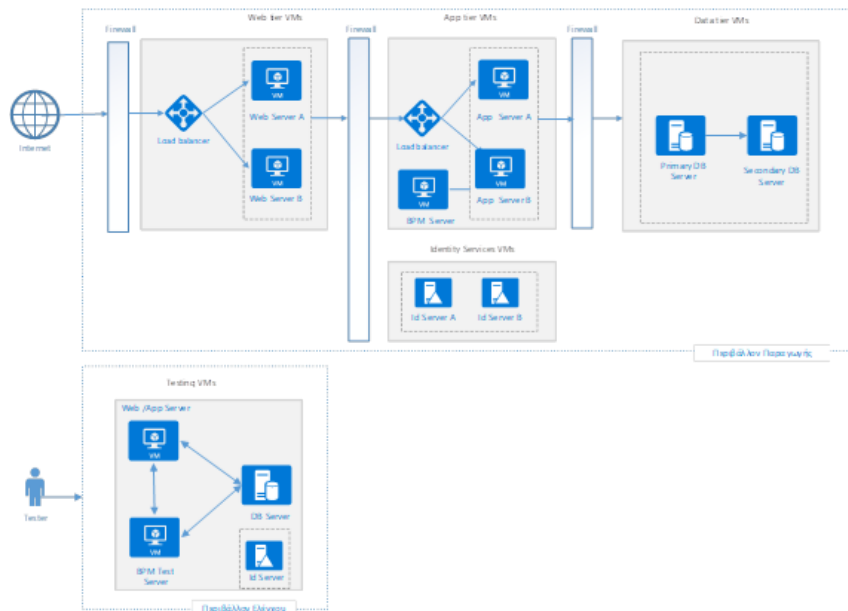 Web tier VMs
App tier VMs
Data tier VMs
Firewall
Firewall
Firewall
Internet
Load balancer
VM
Web Server A
VM
Web Server B
Load balancer
VM
App Server A
VM
App Server B
VM
BPM Server
Primary DB
Server
Secondary DB
Server
Identity Services VMs
Id Server A
Id Server B
Περιβάλλον Παραγωγής
Testing VMs
Web /App Server
VM
DB Server
VM
BPM Test
Server
Id Server
Tester
Περιβάλλον Ελέγχου